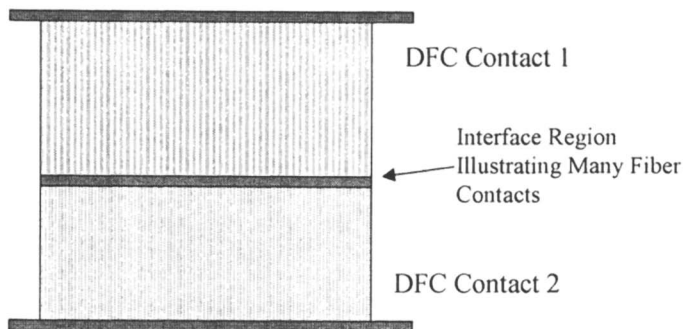 DFC Contact 1
Interface Region
Illustrating Many Fiber
Contacts
DFC Contact 2